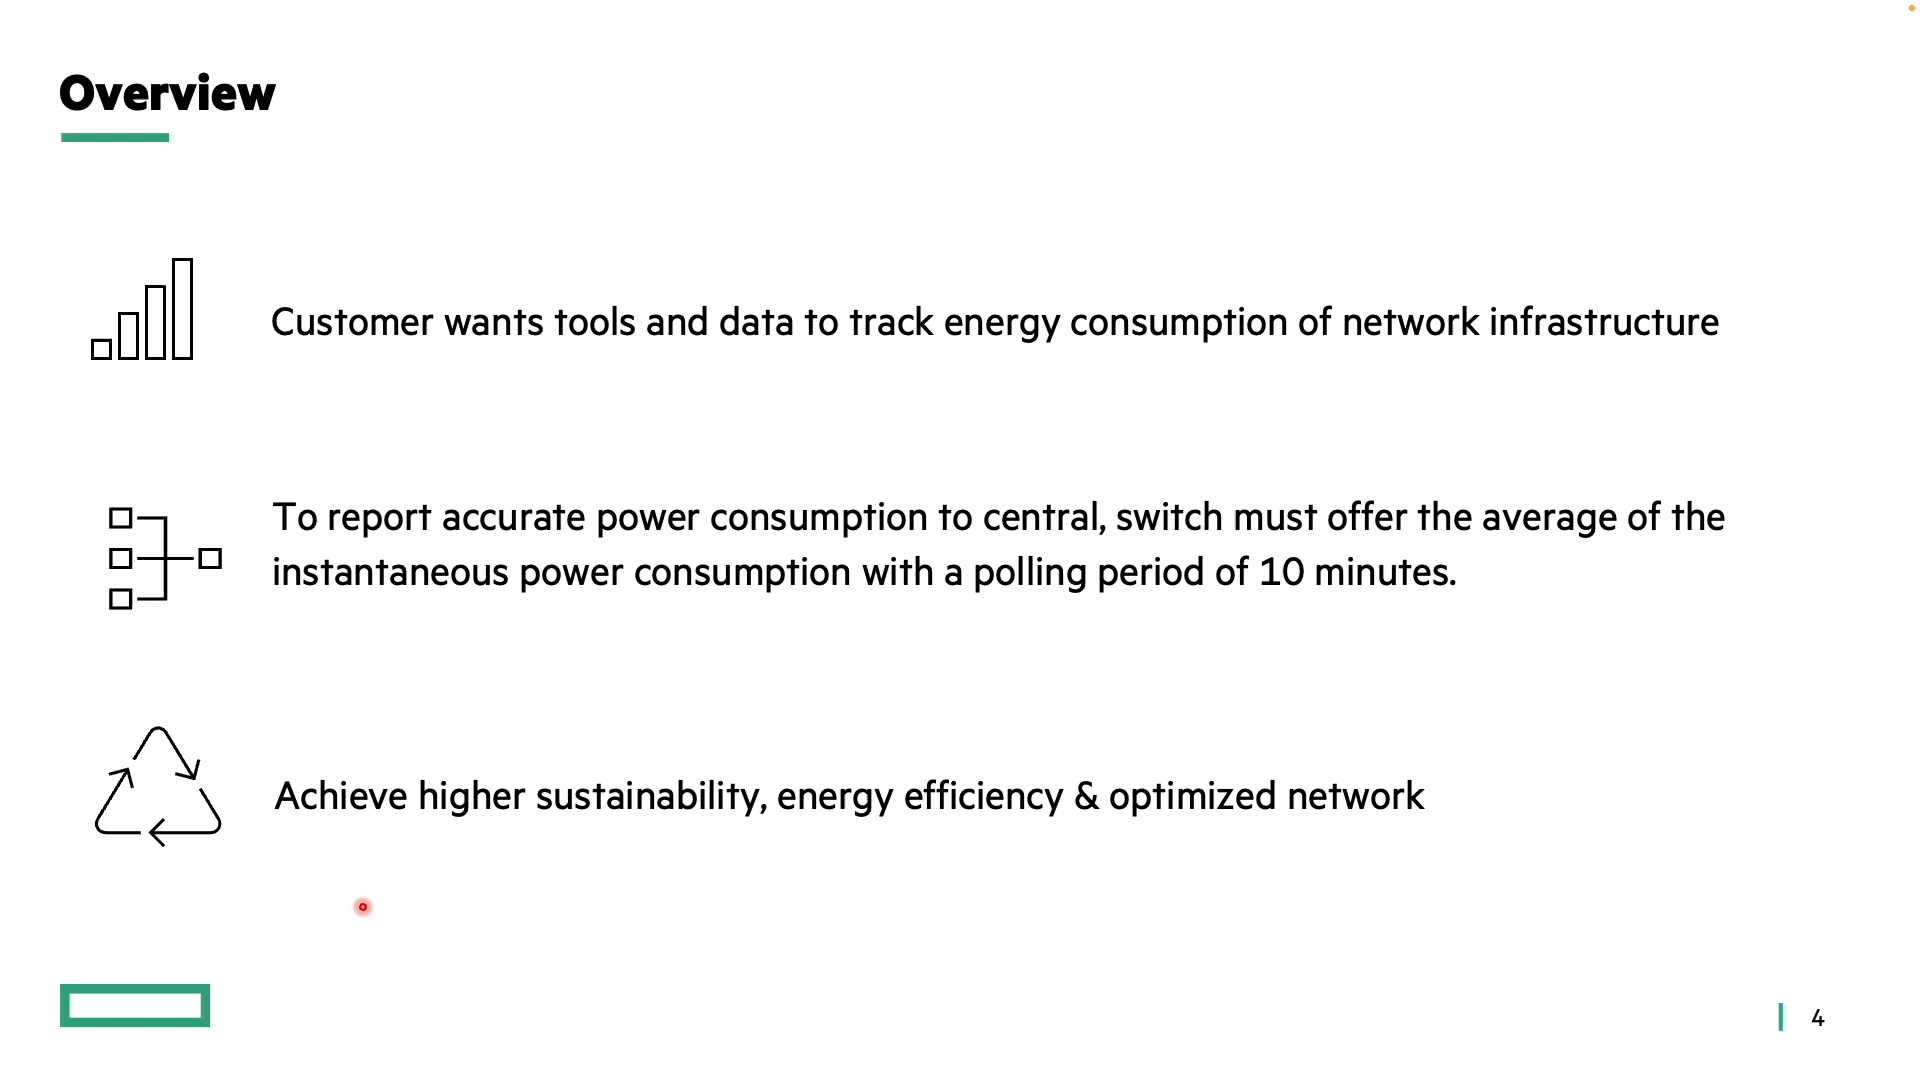 Overview
Customer wants tools and data to track energy consumption of network infrastructure
To report accurate power consumption to central, switch must offer the average of the
instantaneous power consumption with a polling period of 10 minutes.
Achieve higher sustainability, energy efficiency & optimized network
4